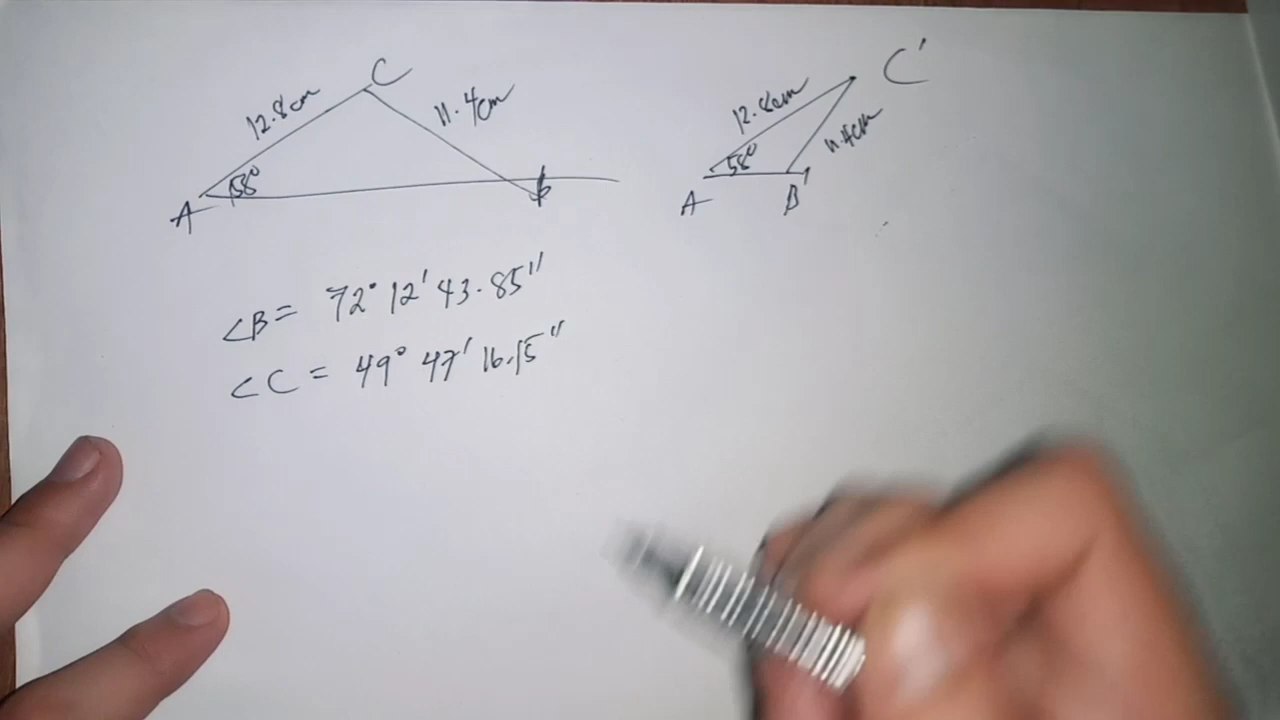 C
12.8cm
11.4cm
58°
A
B
C'
12.8cm
11.4cm
58°
A
B'
<B = 72° 12' 43.85"
<C = 49° 47' 16.15"